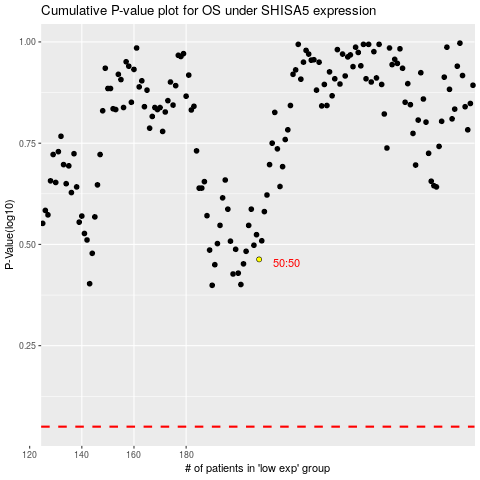 Cumulative P-value plot for OS under SHISA5 expression
P-Value(log10)
1.00
0.75
0.50
0.25
50:50
120 140 160 180
# of patients in 'low exp' group